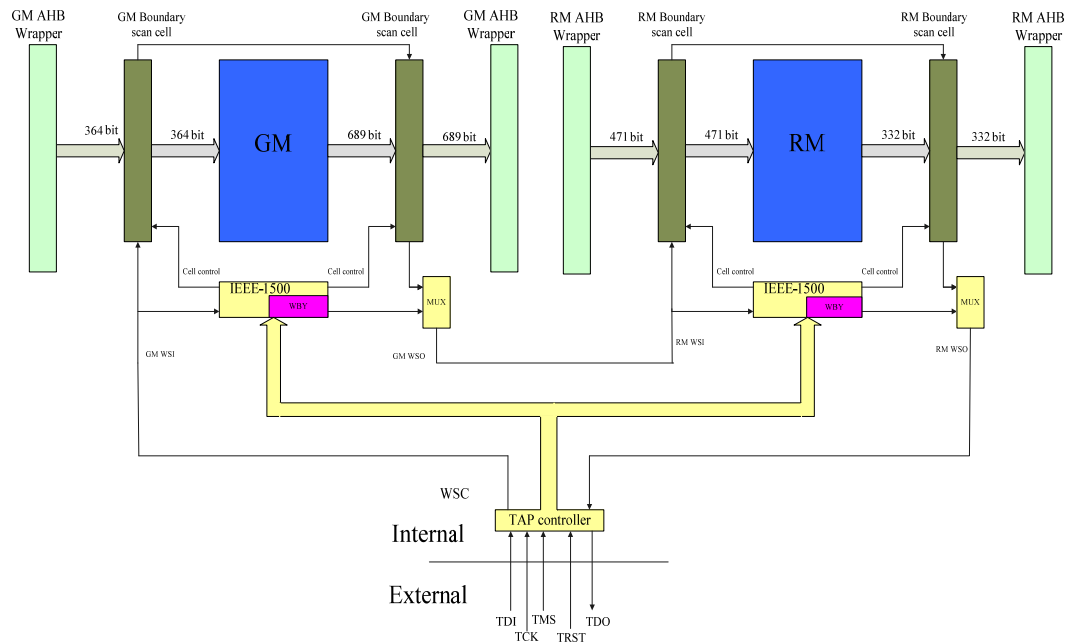 GM AHB
Wrapper
GM Boundary
scan cell
GM Boundary
scan cell
GM AHB
Wrapper
RM AHB
Wrapper
RM Boundary
scan cell
RM Boundary
scan cell
RM AHB
Wrapper
364 bit
364 bit
GM
689 bit
689 bit
471 bit
471 bit
RM
332 bit
332 bit
Cell control
Cell control
Cell control
Cell control
IEEE-1500
WBY
MUX
IEEE-1500
WBY
MUX
GM WSI
GM WSO
RM WSI
RM WSO
WSC
TAP controller
Internal
External
TDI
TCK
TMS
TRST
TDO